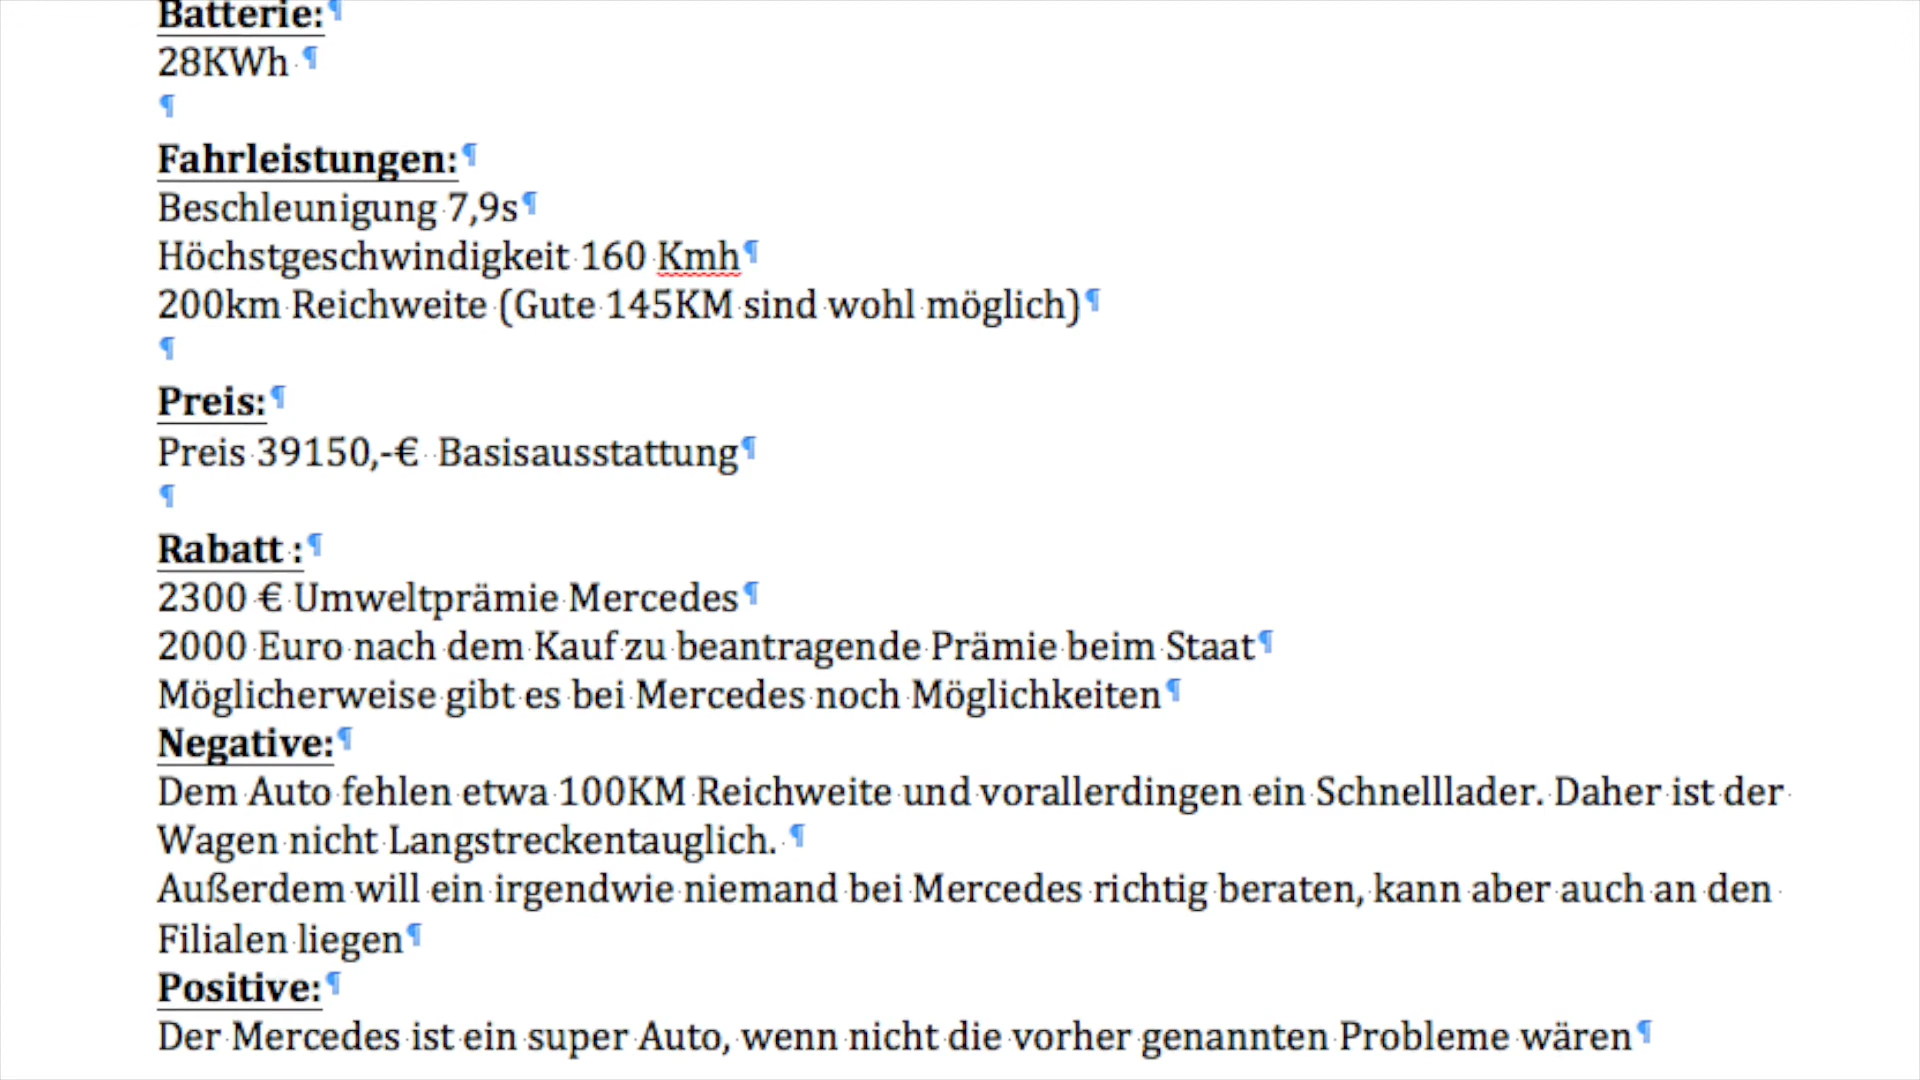 Batterie:
28KWh
Fahrleistungen:
Beschleunigung 7,9s
Höchstgeschwindigkeit 160 Kmh
200km Reichweite (Gute 145KM sind wohl möglich)
Preis:
Preis 39150,-€ Basisausstattung
Rabatt :
2300 € Umweltprämie Mercedes
2000 Euro nach dem Kauf zu beantragende Prämie beim Staat
Möglicherweise gibt es bei Mercedes noch Möglichkeiten
Negative:
Dem Auto fehlen etwa 100KM Reichweite und vorallerdingen ein Schnelllader. Daher ist der
Wagen nicht Langstreckentauglich.
Außerdem will ein irgendwie niemand bei Mercedes richtig beraten, kann aber auch an den
Filialen liegen
Positive:
Der Mercedes ist ein super Auto, wenn nicht die vorher genannten Probleme wären